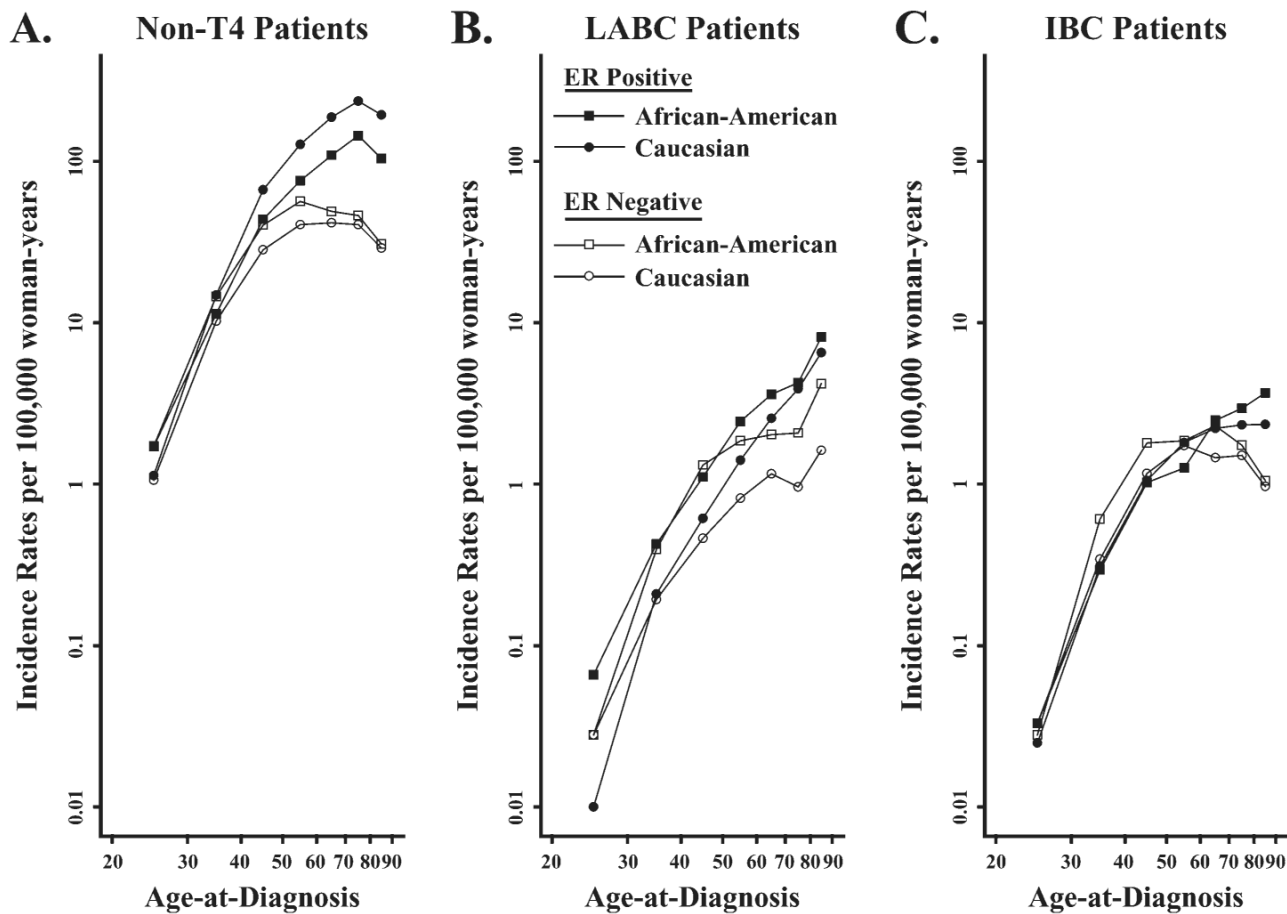 A. Non-T4 Patients
Incidence Rates per 100,000 woman-years
100
10
1
0.1
0.01
20 30 40 50 60 70 80 90
Age-at-Diagnosis
B. LABC Patients
ER Positive
African-American
Caucasian
ER Negative
African-American
Caucasian
Incidence Rates per 100,000 woman-years
100
10
1
0.1
0.01
20 30 40 50 60 70 80 90
Age-at-Diagnosis
C. IBC Patients
Incidence Rates per 100,000 woman-years
100
10
1
0.1
0.01
20 30 40 50 60 70 80 90
Age-at-Diagnosis